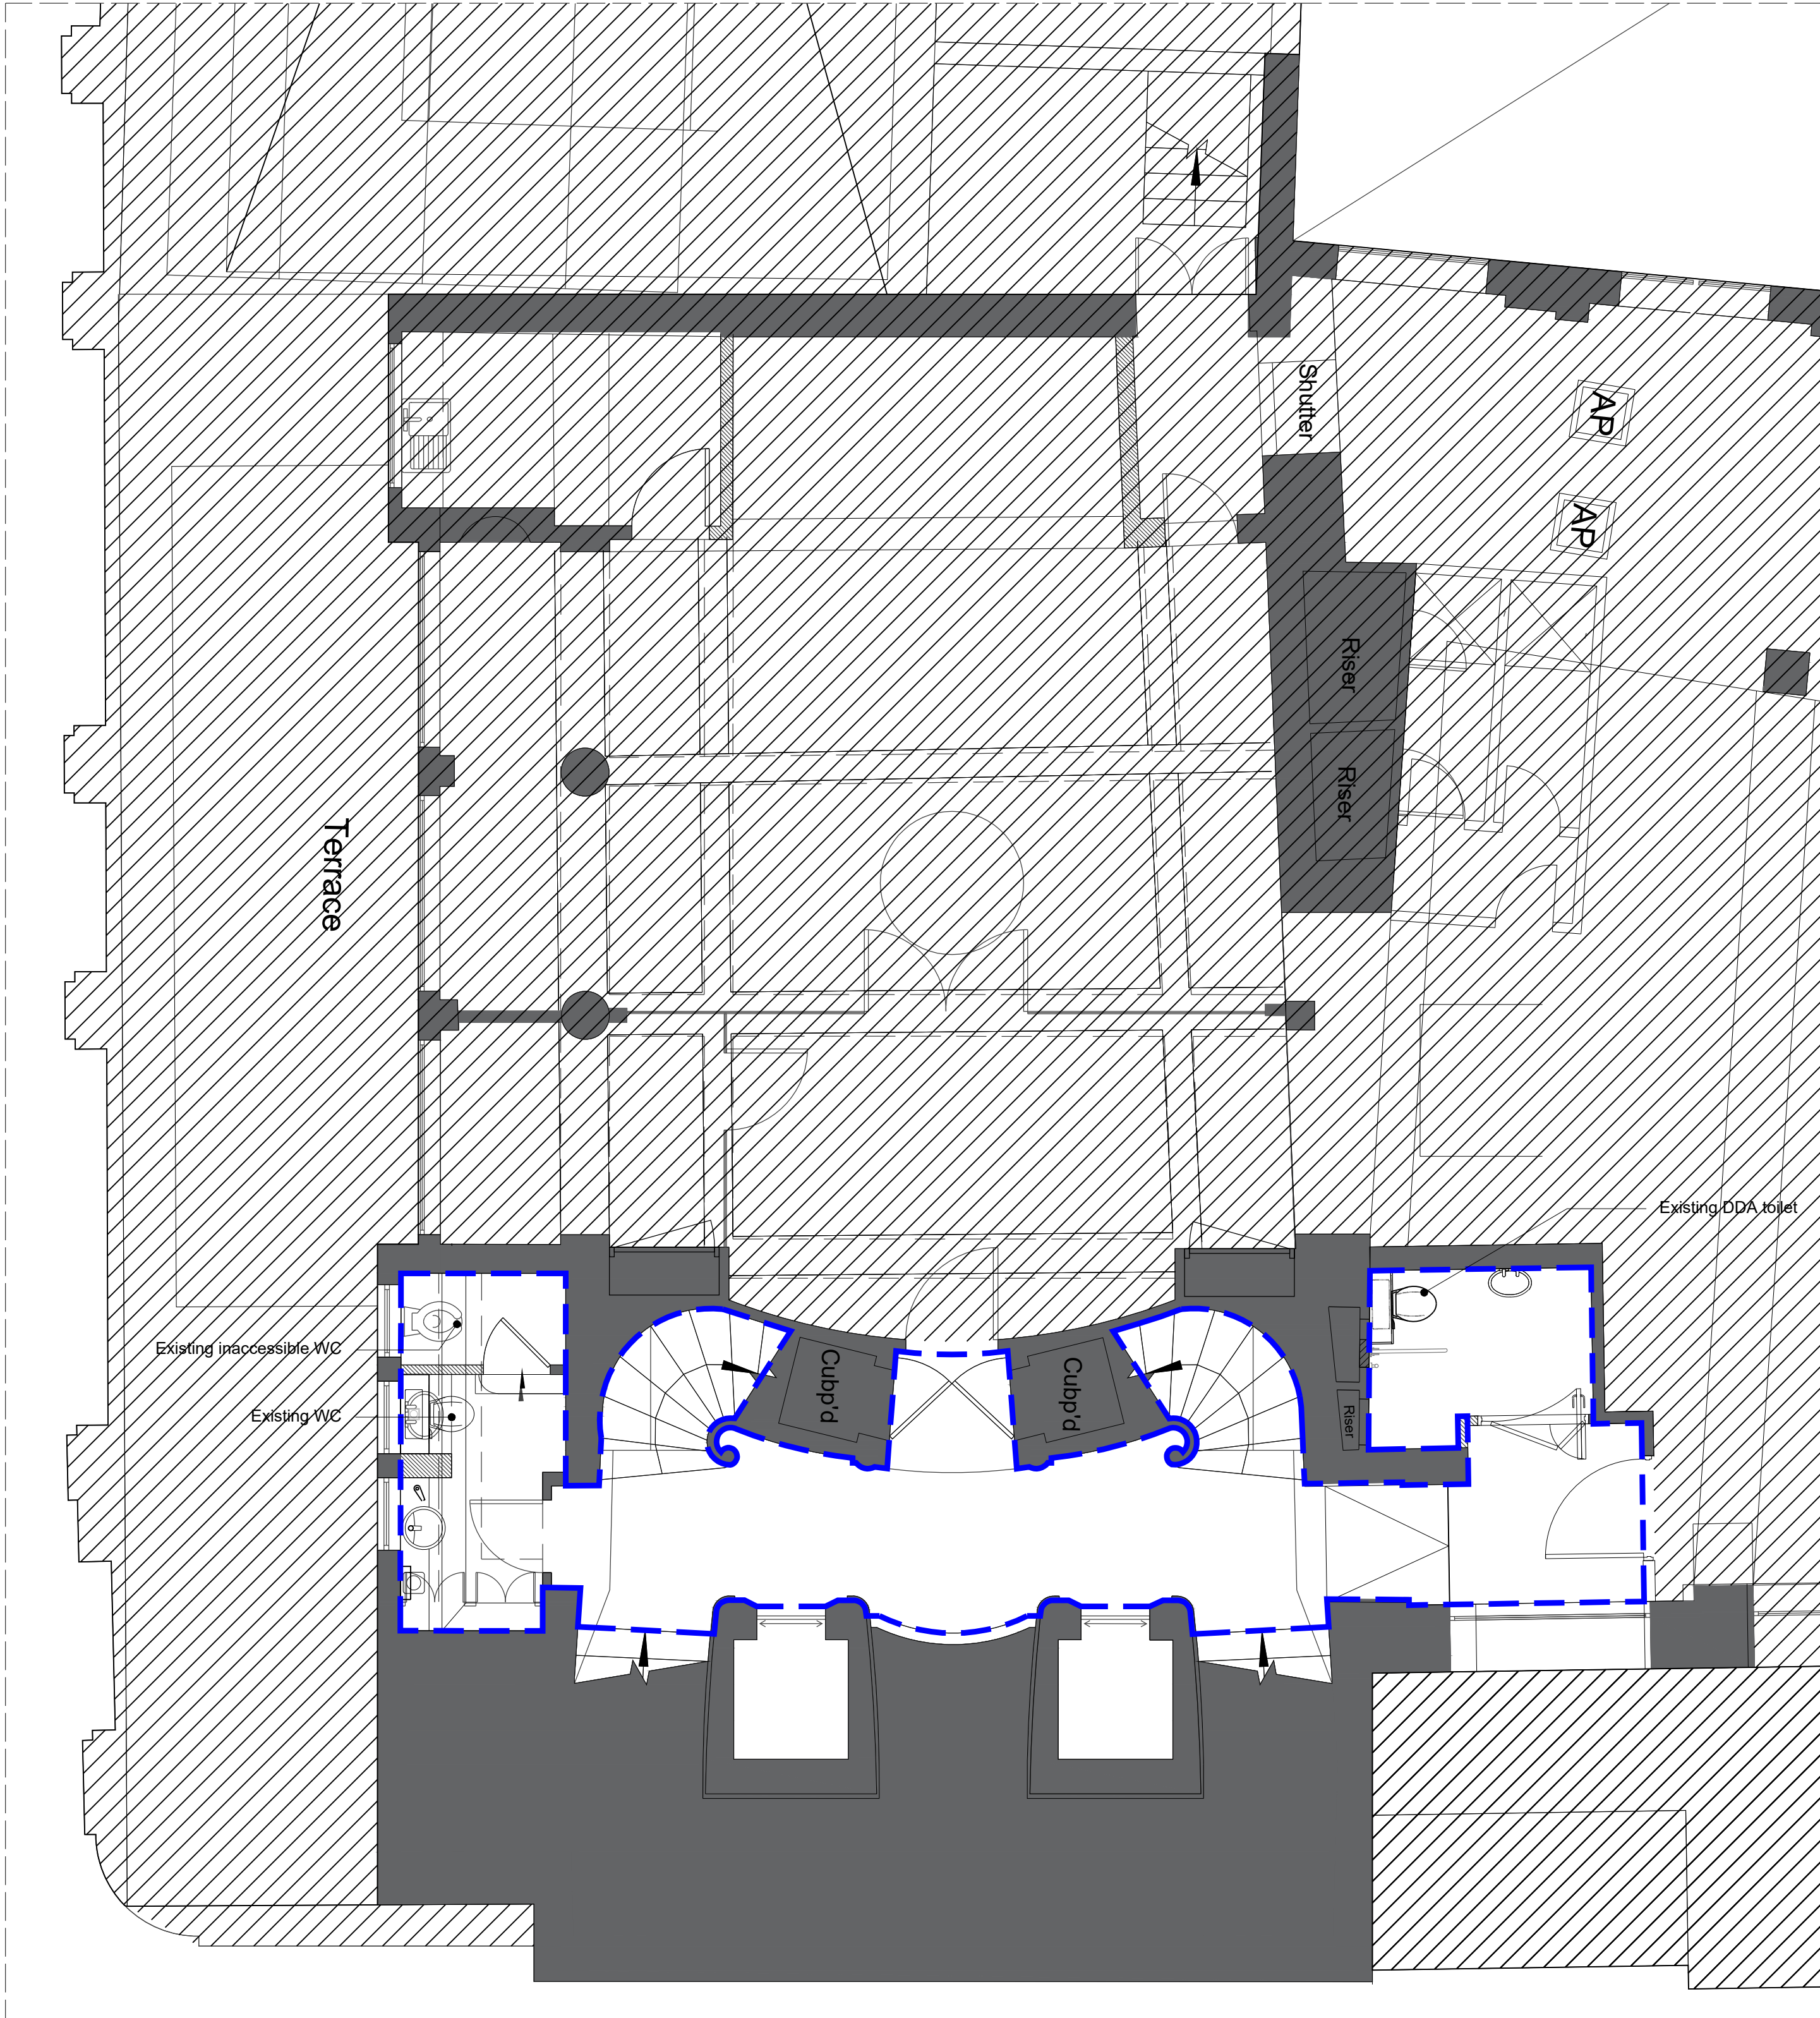 Shutter
AP
AP
Riser
Riser
Terrace
Existing DDA toilet
Existing inaccessible WC
Cubp'd
Cubp'd
Existing WC
Riser